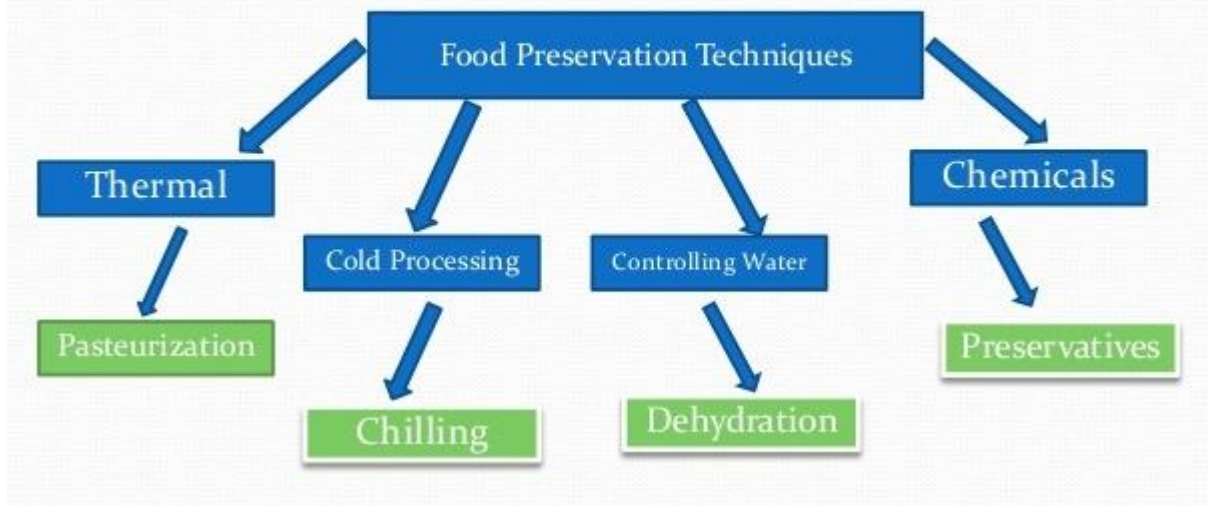 Food Preservation Techniques
Thermal
Chemicals
Cold Processing
Controlling Water
Pasteurization
Preservatives
Chilling
Dehydration